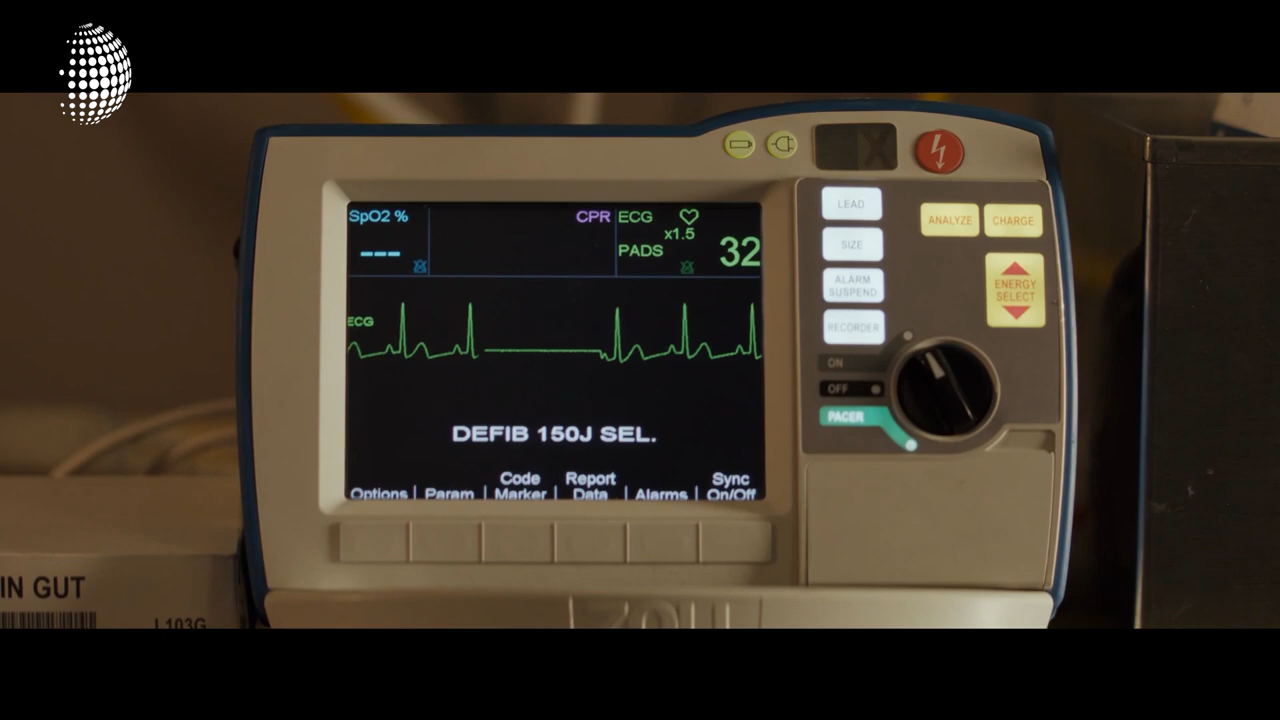 SpO2 %
---
CPR
ECG
x1.5
PADS
32
ECG
DEFIB 150J SEL.
Options
Param
Code
Marker
Report
Data
Alarms
Sync
On/Off
LEAD
SIZE
ALARM
SUSPEND
RECORDER
ANALYZE
CHARGE
ENERGY
SELECT
ON
OFF
PACER
IN GUT
L103G
ZOLL